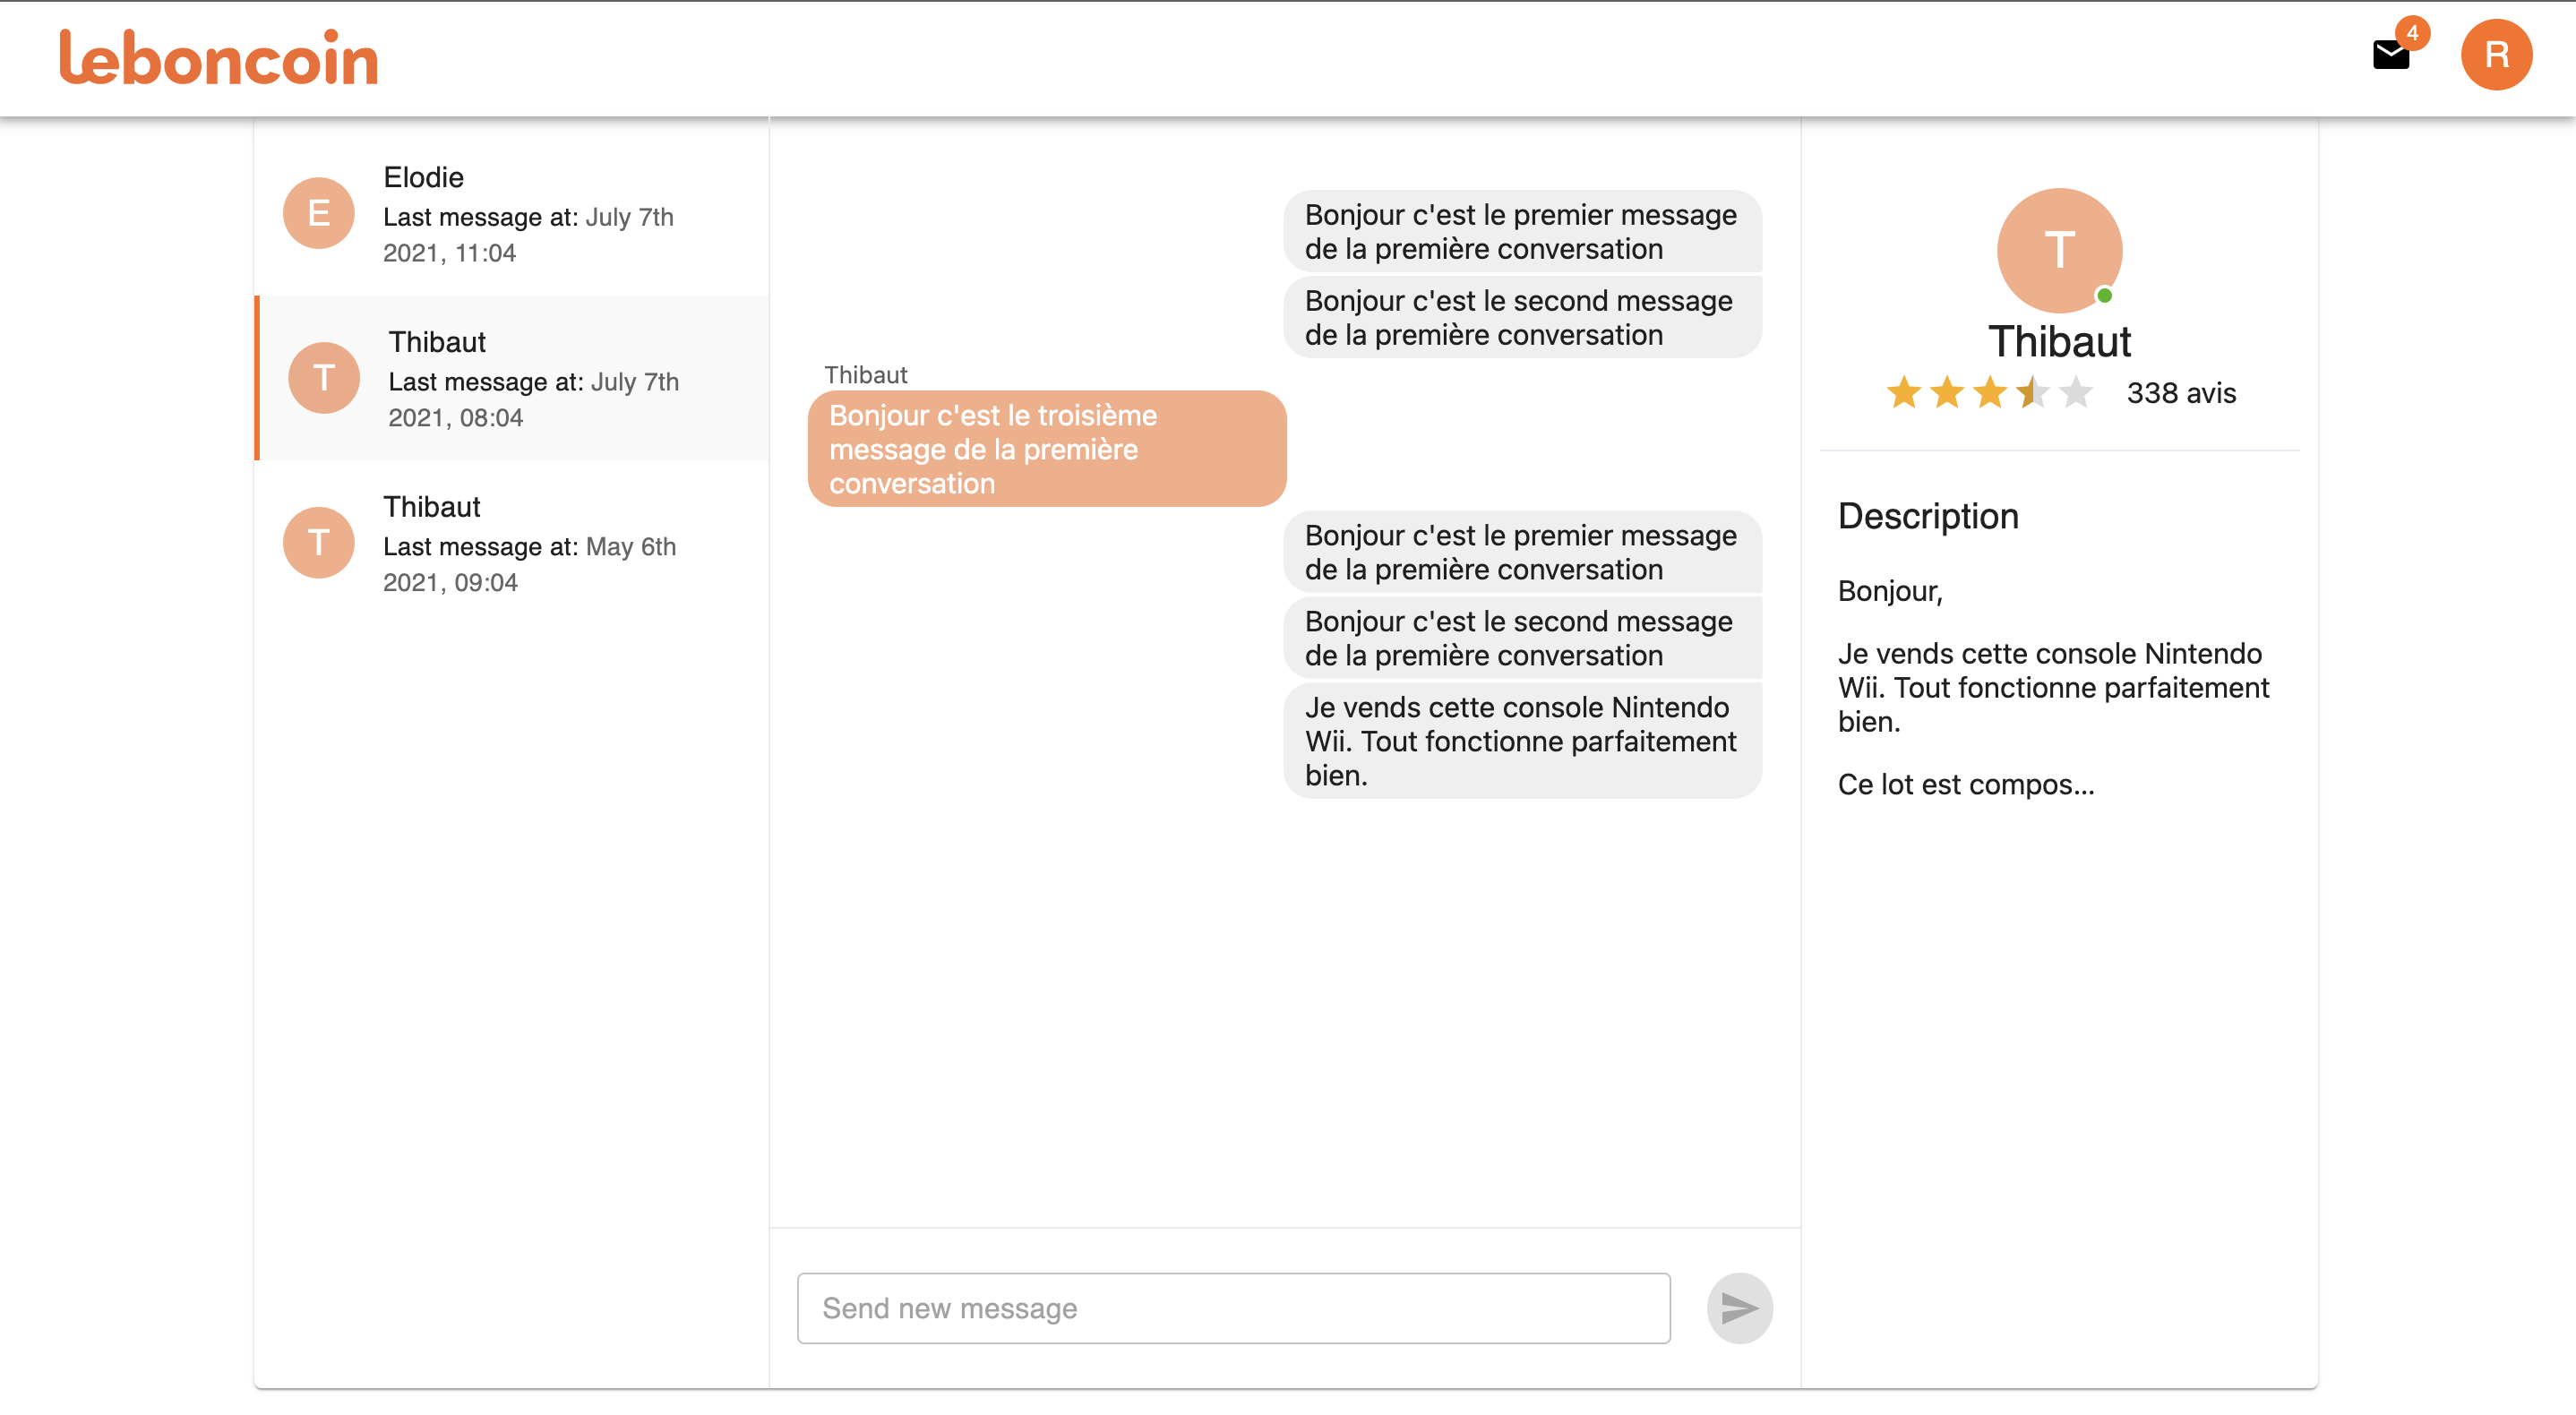 leboncoin
4
R
E
Elodie
Last message at: July 7th
2021, 11:04
T
Thibaut
Last message at: July 7th
2021, 08:04
T
Thibaut
Last message at: May 6th
2021, 09:04
Bonjour c'est le premier message
de la première conversation
Bonjour c'est le second message
de la première conversation
Thibaut
Bonjour c'est le troisième
message de la première
conversation
Bonjour c'est le premier message
de la première conversation
Bonjour c'est le second message
de la première conversation
Je vends cette console Nintendo
Wii. Tout fonctionne parfaitement
bien.
Send new message
T
Thibaut
338 avis
Description
Bonjour,
Je vends cette console Nintendo
Wii. Tout fonctionne parfaitement
bien.
Ce lot est compos...